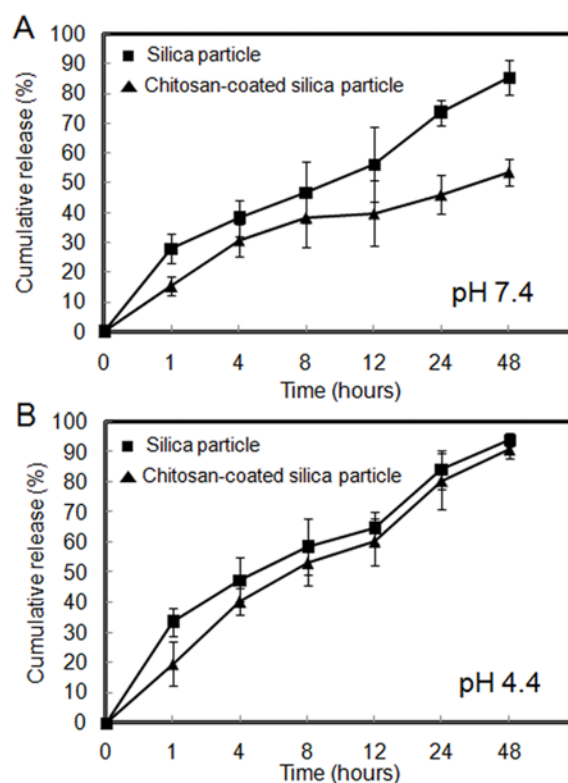 A
Silica particle
Chitosan-coated silica particle
Cumulative release (%)
100
90
80
70
60
50
40
30
20
10
0
pH 7.4
0 1 4 8 12 24 48
Time (hours)
B
Silica particle
Chitosan-coated silica particle
Cumulative release (%)
100
90
80
70
60
50
40
30
20
10
0
pH 4.4
0 1 4 8 12 24 48
Time (hours)